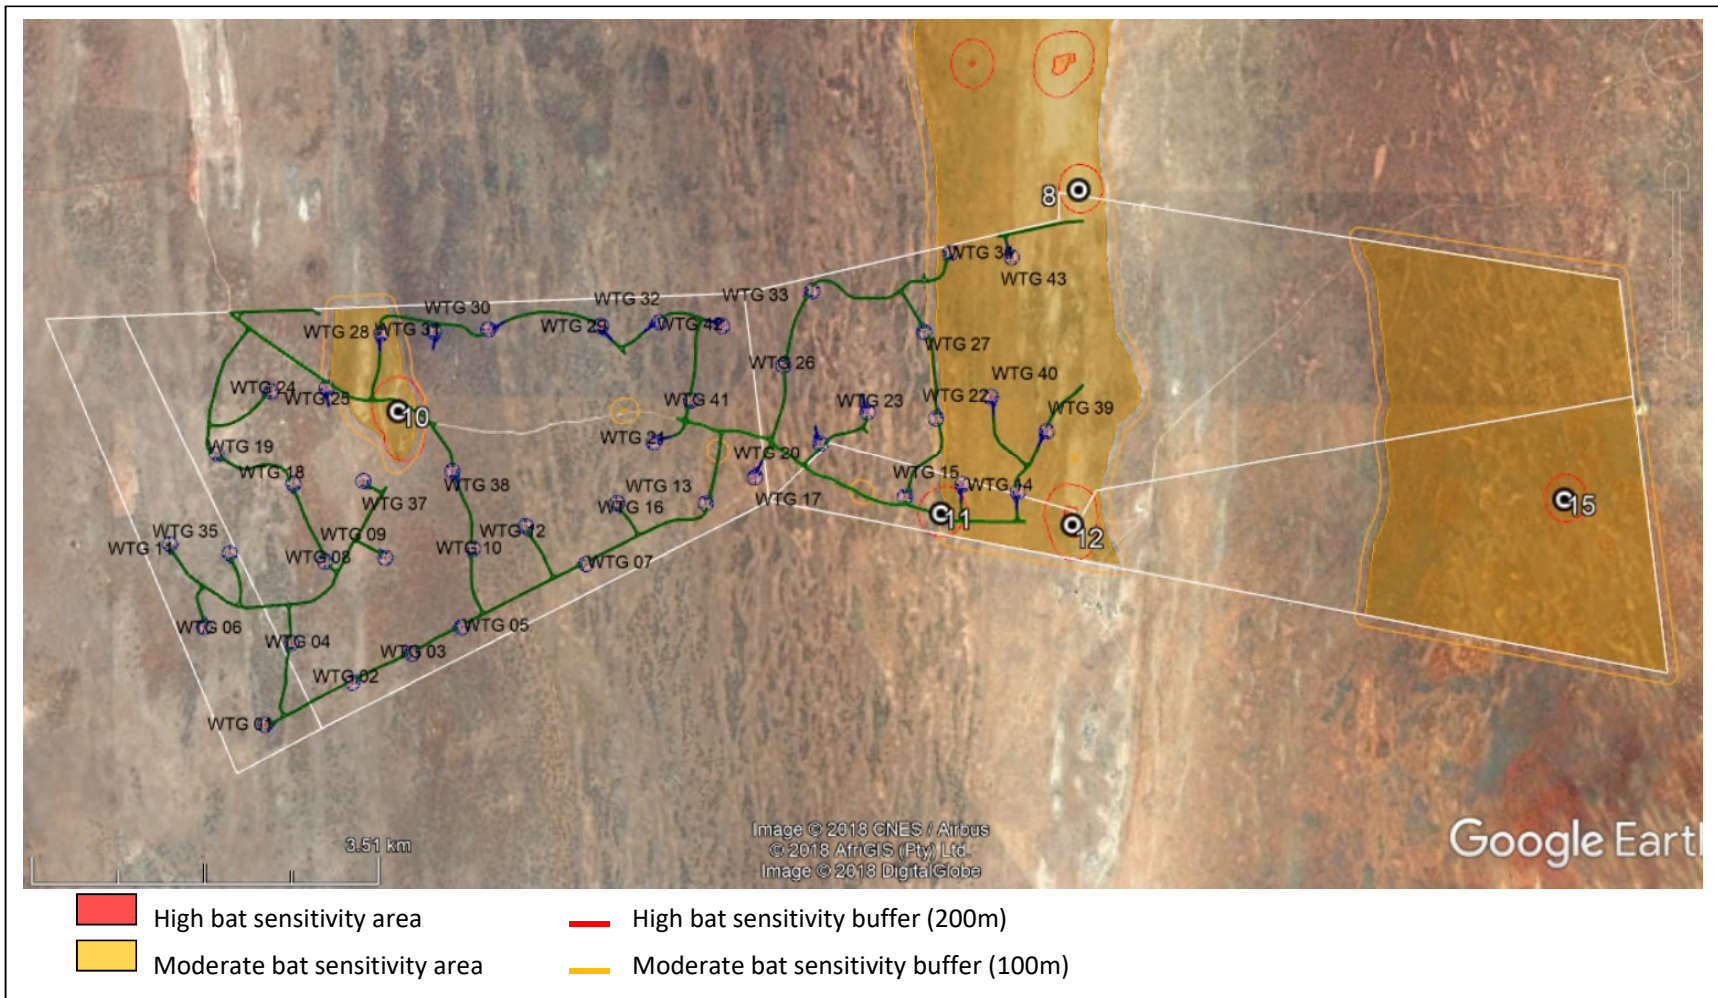 8
WTG 34
WTG 43
WTG 33
WTG 32
WTG 30
WTG 28
WTG 31
WTG 29
WTG 42
WTG 27
WTG 26
WTG 40
WTG 24
WTG 25
10
WTG 41
WTG 23
WTG 22
WTG 39
WTG 19
WTG 21
WTG 20
WTG 18
WTG 38
WTG 13
WTG 15
WTG 14
WTG 37
WTG 16
WTG 17
11
12
15
WTG 35
WTG 09
WTG 12
WTG 11
WTG 08
WTG 10
WTG 07
WTG 06
WTG 04
WTG 05
WTG 03
WTG 02
WTG 01
3.51 km
Image © 2018 CNES / Airbus
© 2018 AfriGIS (Pty) Ltd.
Image © 2018 DigitalGlobe
Google Eart
High bat sensitivity area
High bat sensitivity buffer (200m)
Moderate bat sensitivity area
Moderate bat sensitivity buffer (100m)